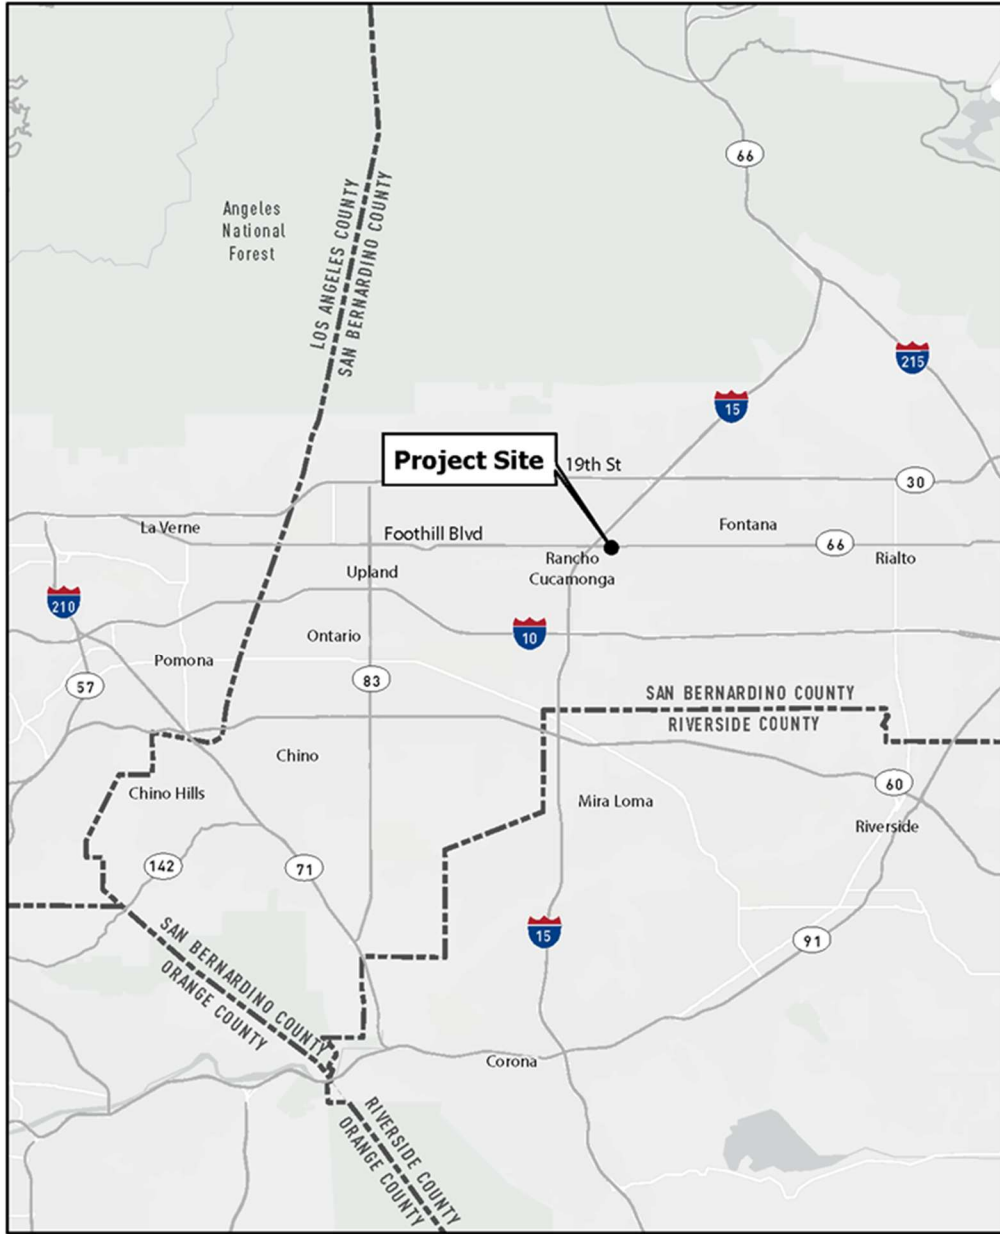 66
Angeles
National
Forest
LOS ANGELES COUNTY
SAN BERNARDINO COUNTY
215
15
Project Site
19th St
30
La Verne
Foothill Blvd
Fontana
66
Rancho
Cucamonga
Rialto
Upland
210
10
Ontario
Pomona
83
57
SAN BERNARDINO COUNTY
RIVERSIDE COUNTY
Chino
60
Chino Hills
Mira Loma
Riverside
142
71
15
91
SAN BERNARDINO COUNTY
ORANGE COUNTY
Corona
RIVERSIDE COUNTY
ORANGE COUNTY